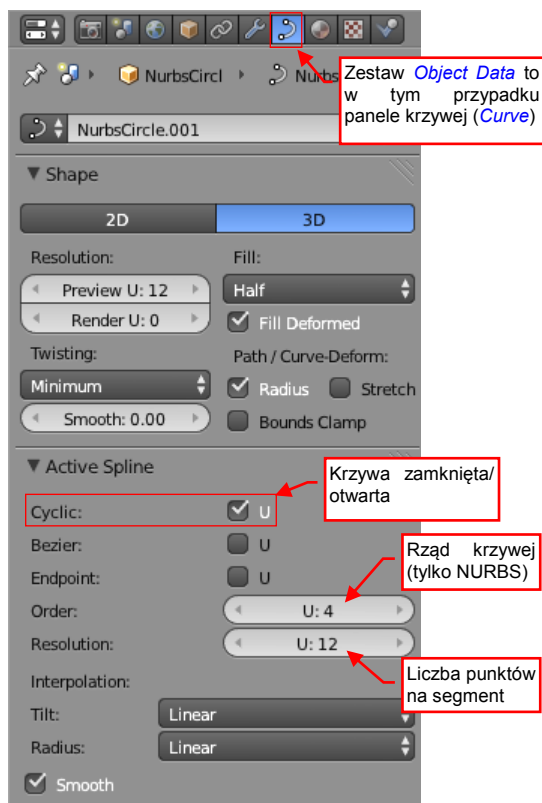 NurbsCircl
Nurbs
Zestaw Object Data to
w tym przypadku
panele krzywej (Curve)
NurbsCircle.001
Shape
2D
3D
Resolution:
Fill:
Preview U: 12
Half
Render U: 0
Fill Deformed
Twisting:
Path / Curve-Deform:
Minimum
Radius
Stretch
Smooth: 0.00
Bounds Clamp
Active Spline
Krzywa zamknięta/
otwarta
Cyclic:
U
Bezier:
U
Rząd krzywej
(tylko NURBS)
Endpoint:
U
Order:
U: 4
Resolution:
U: 12
Liczba punktów
na segment
Interpolation:
Tilt:
Linear
Radius:
Linear
Smooth